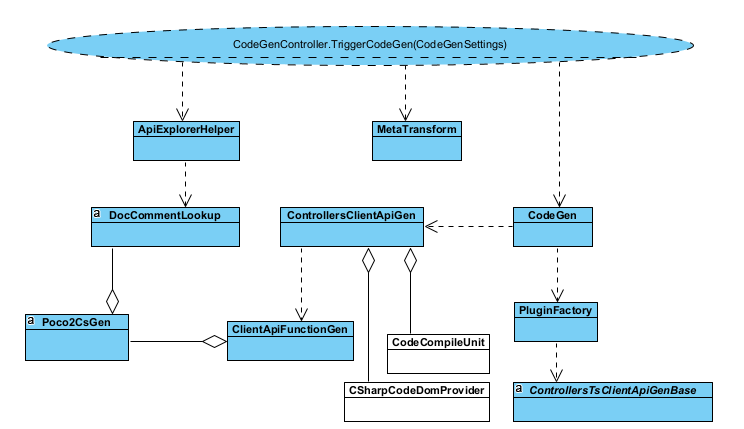 CodeGenController.TriggerCodeGen(CodeGenSettings)
ApiExplorerHelper
MetaTransform
a
DocCommentLookup
ControllersClientApiGen
CodeGen
a
Poco2CsGen
ClientApiFunctionGen
PluginFactory
CodeCompileUnit
CSharpCodeDomProvider
a
ControllersTsClientApiGenBase